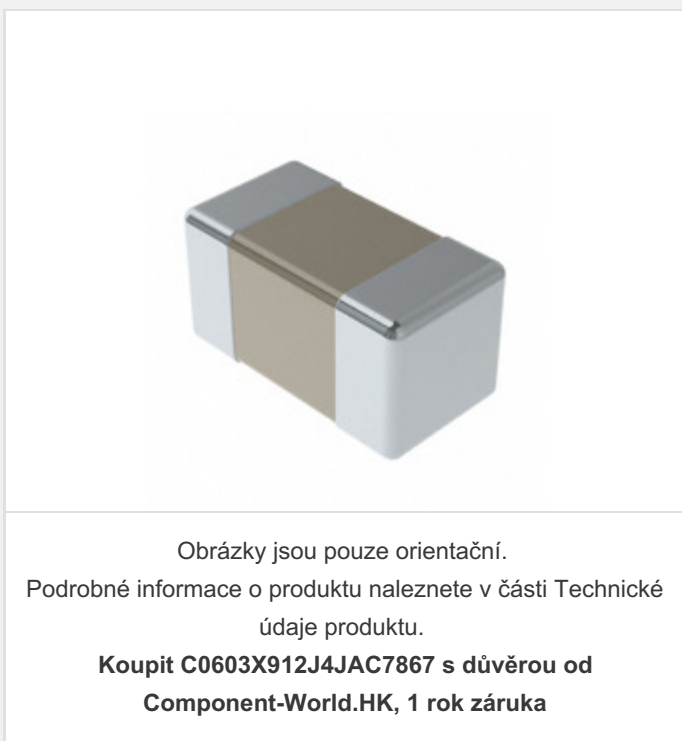 Obrázky jsou pouze orientační.
Podrobné informace o produktu naleznete v části Technické
údaje produktu.
Koupit C0603X912J4JAC7867 s důvěrou od
Component-World.HK, 1 rok záruka